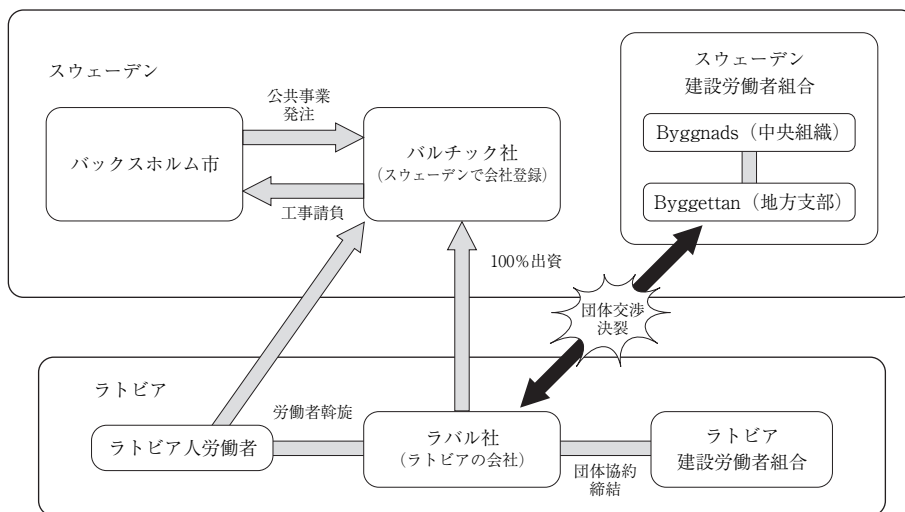 スウェーデン
スウェーデン
建設労働者組合
Byggnads（中央組織）
Byggettan（地方支部）
公共事業
発注
バックスホルム市
バルチック社
（スウェーデンで会社登録）
工事請負
100％出資
団体交渉
決裂
ラトビア
労働者斡旋
ラトビア人労働者
ラバル社
（ラトビアの会社）
団体協約
締結
ラトビア
建設労働者組合